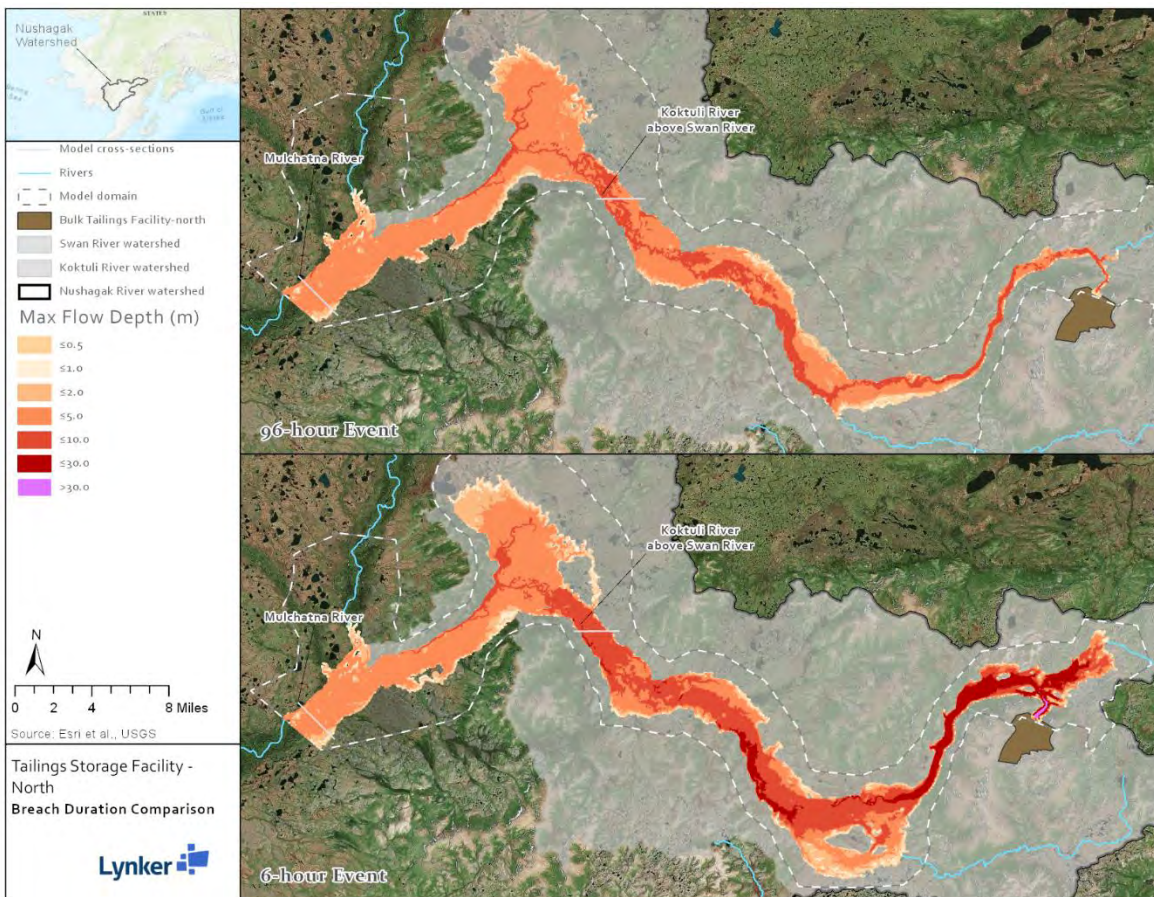 Nushagak
Watershed
Model cross-sections
Rivers
Model domain
Bulk Tailings Facility-north
Swan River watershed
Koktuli River watershed
Nushagak River watershed
Max Flow Depth (m)
≤0.5
≤1.0
≤2.0
≤5.0
≤10.0
≤30.0
>30.0
N
0 2 4 8 Miles
Source: Esri et al., USGS
Tailings Storage Facility -
North
Breach Duration Comparison
Lynker
Koktuli River
above Swan River
Mulchatna River
96-hour Event
Koktuli River
above Swan River
Mulchatna River
6-hour Event